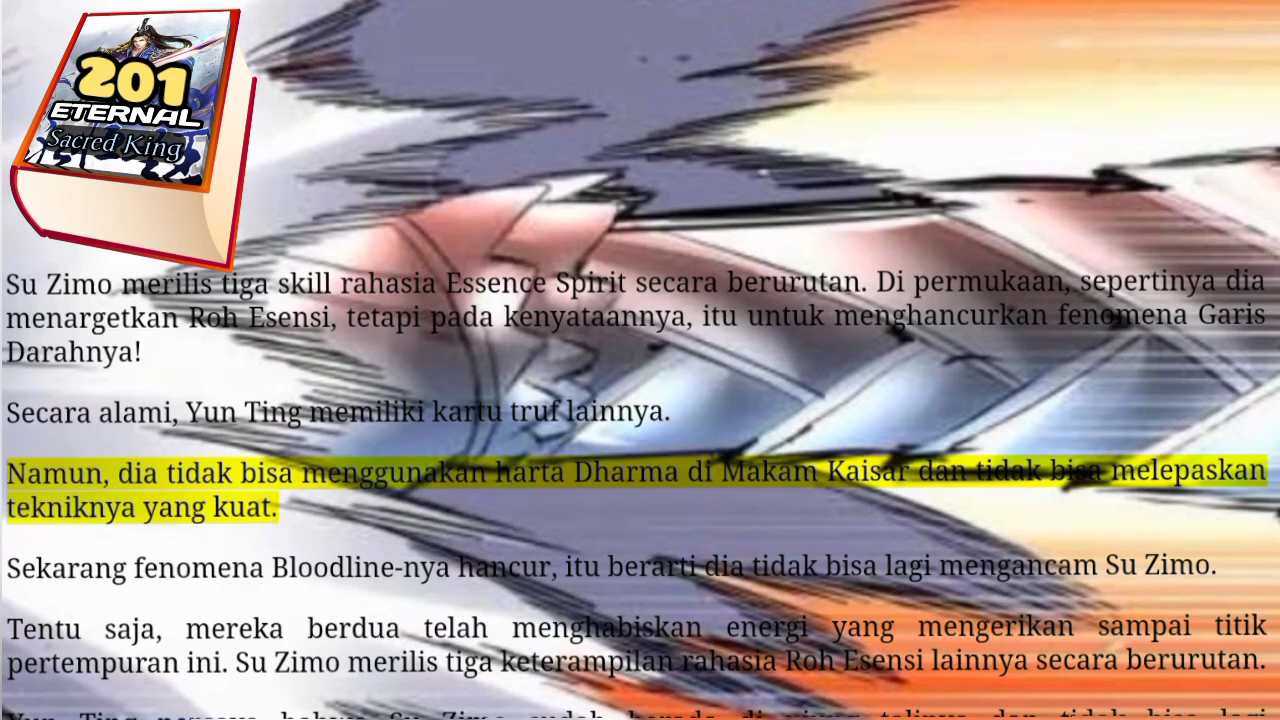 201
ETERNAL
Sacred King
Su Zimo merilis tiga skill rahasia Essence Spirit secara berurutan. Di permukaan, sepertinya dia
menargetkan Roh Esensi, tetapi pada kenyataannya, itu untuk menghancurkan fenomena Garis
Darahnya!
Secara alami, Yun Ting memiliki kartu truf lainnya.
Namun, dia tidak bisa menggunakan harta Dharma di Makam Kaisar dan tidak bisa melepaskan
tekniknya yang kuat.
Sekarang fenomena Bloodline-nya hancur, itu berarti dia tidak bisa lagi mengancam Su Zimo.
Tentu saja, mereka berdua telah menghabiskan energi yang mengerikan sampai titik
pertempuran ini. Su Zimo merilis tiga keterampilan rahasia Roh Esensi lainnya secara berurutan.